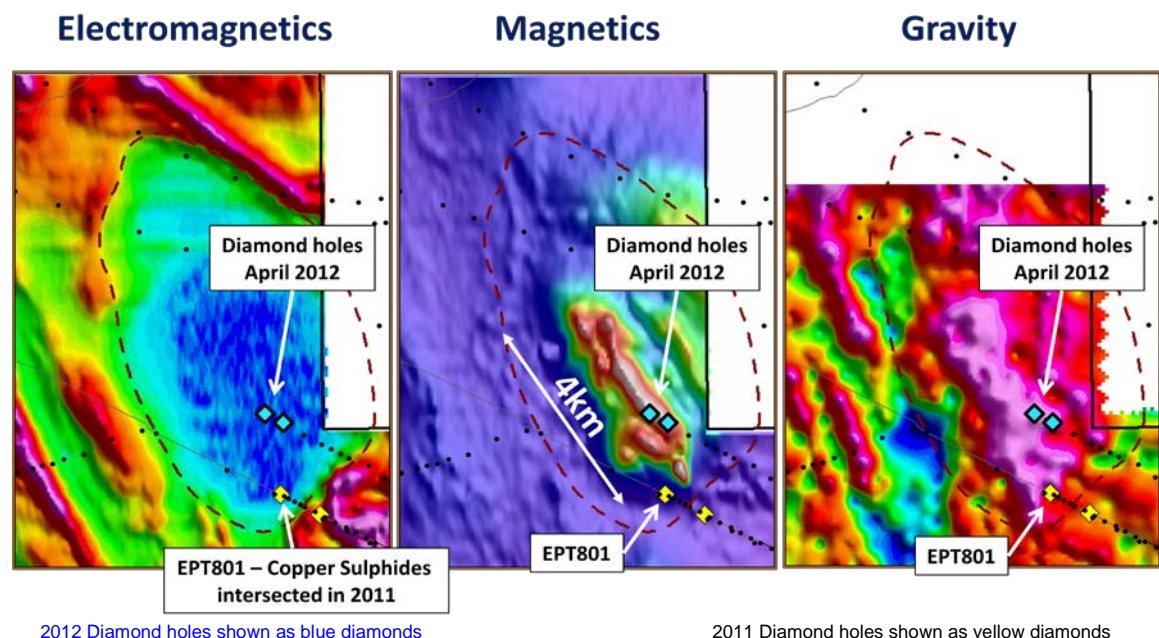 Electromagnetics
Magnetics
Gravity
Diamond holes
April 2012
Diamond holes
April 2012
Diamond holes
April 2012
4km
EPT801 – Copper Sulphides
intersected in 2011
EPT801
EPT801
2012 Diamond holes shown as blue diamonds
2011 Diamond holes shown as yellow diamonds